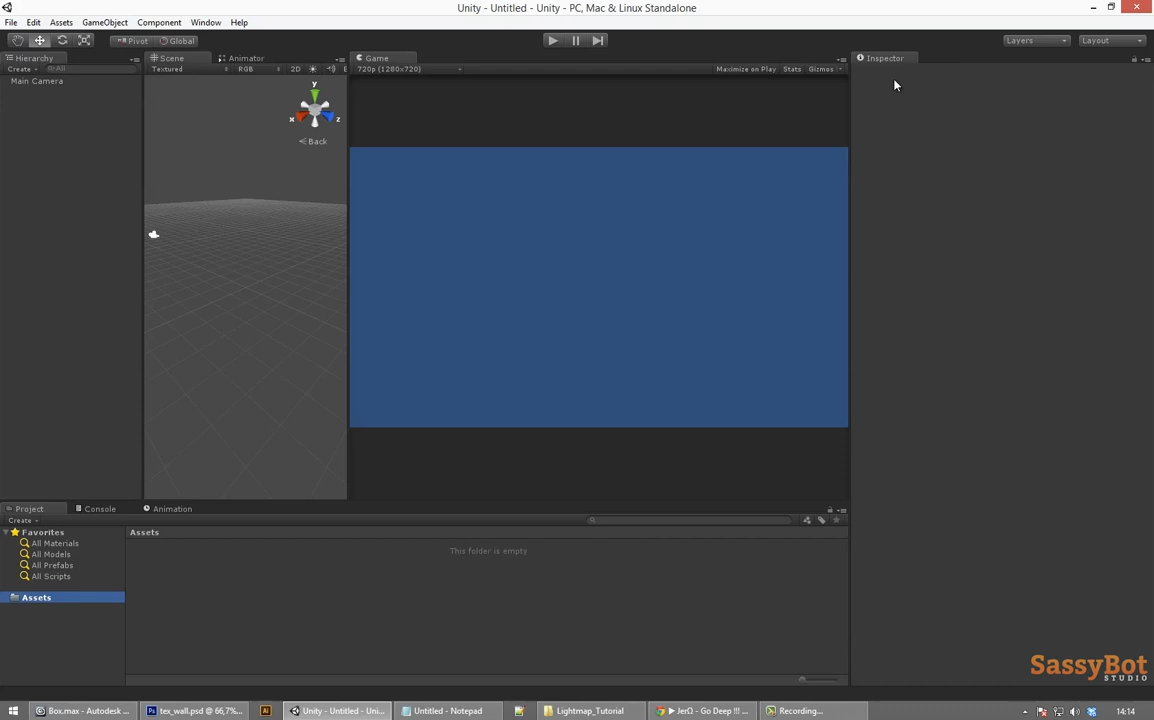 Unity - Untitled - Unity - PC, Mac & Linux Standalone
File Edit Assets GameObject Component Window Help
Pivot Global Layers Layout
Hierarchy Scene Animator Game Inspector
Create All Textured RGB 2D 720p (1280x720) Maximize on Play Stats Gizmos
Main Camera
y
x z
Back
Project Console Animation
Create
Favorites Assets
All Materials
All Models This folder is empty
All Prefabs
All Scripts
Assets
SassyBot
STUDIO
Box.max - Autodesk ... Ps tex_wall.psd @ 66,7%... Ai Unity - Untitled - Uni... Untitled - Notepad Lightmap_Tutorial ▶ JerΩ - Go Deep !!! ... Recording... 14:14